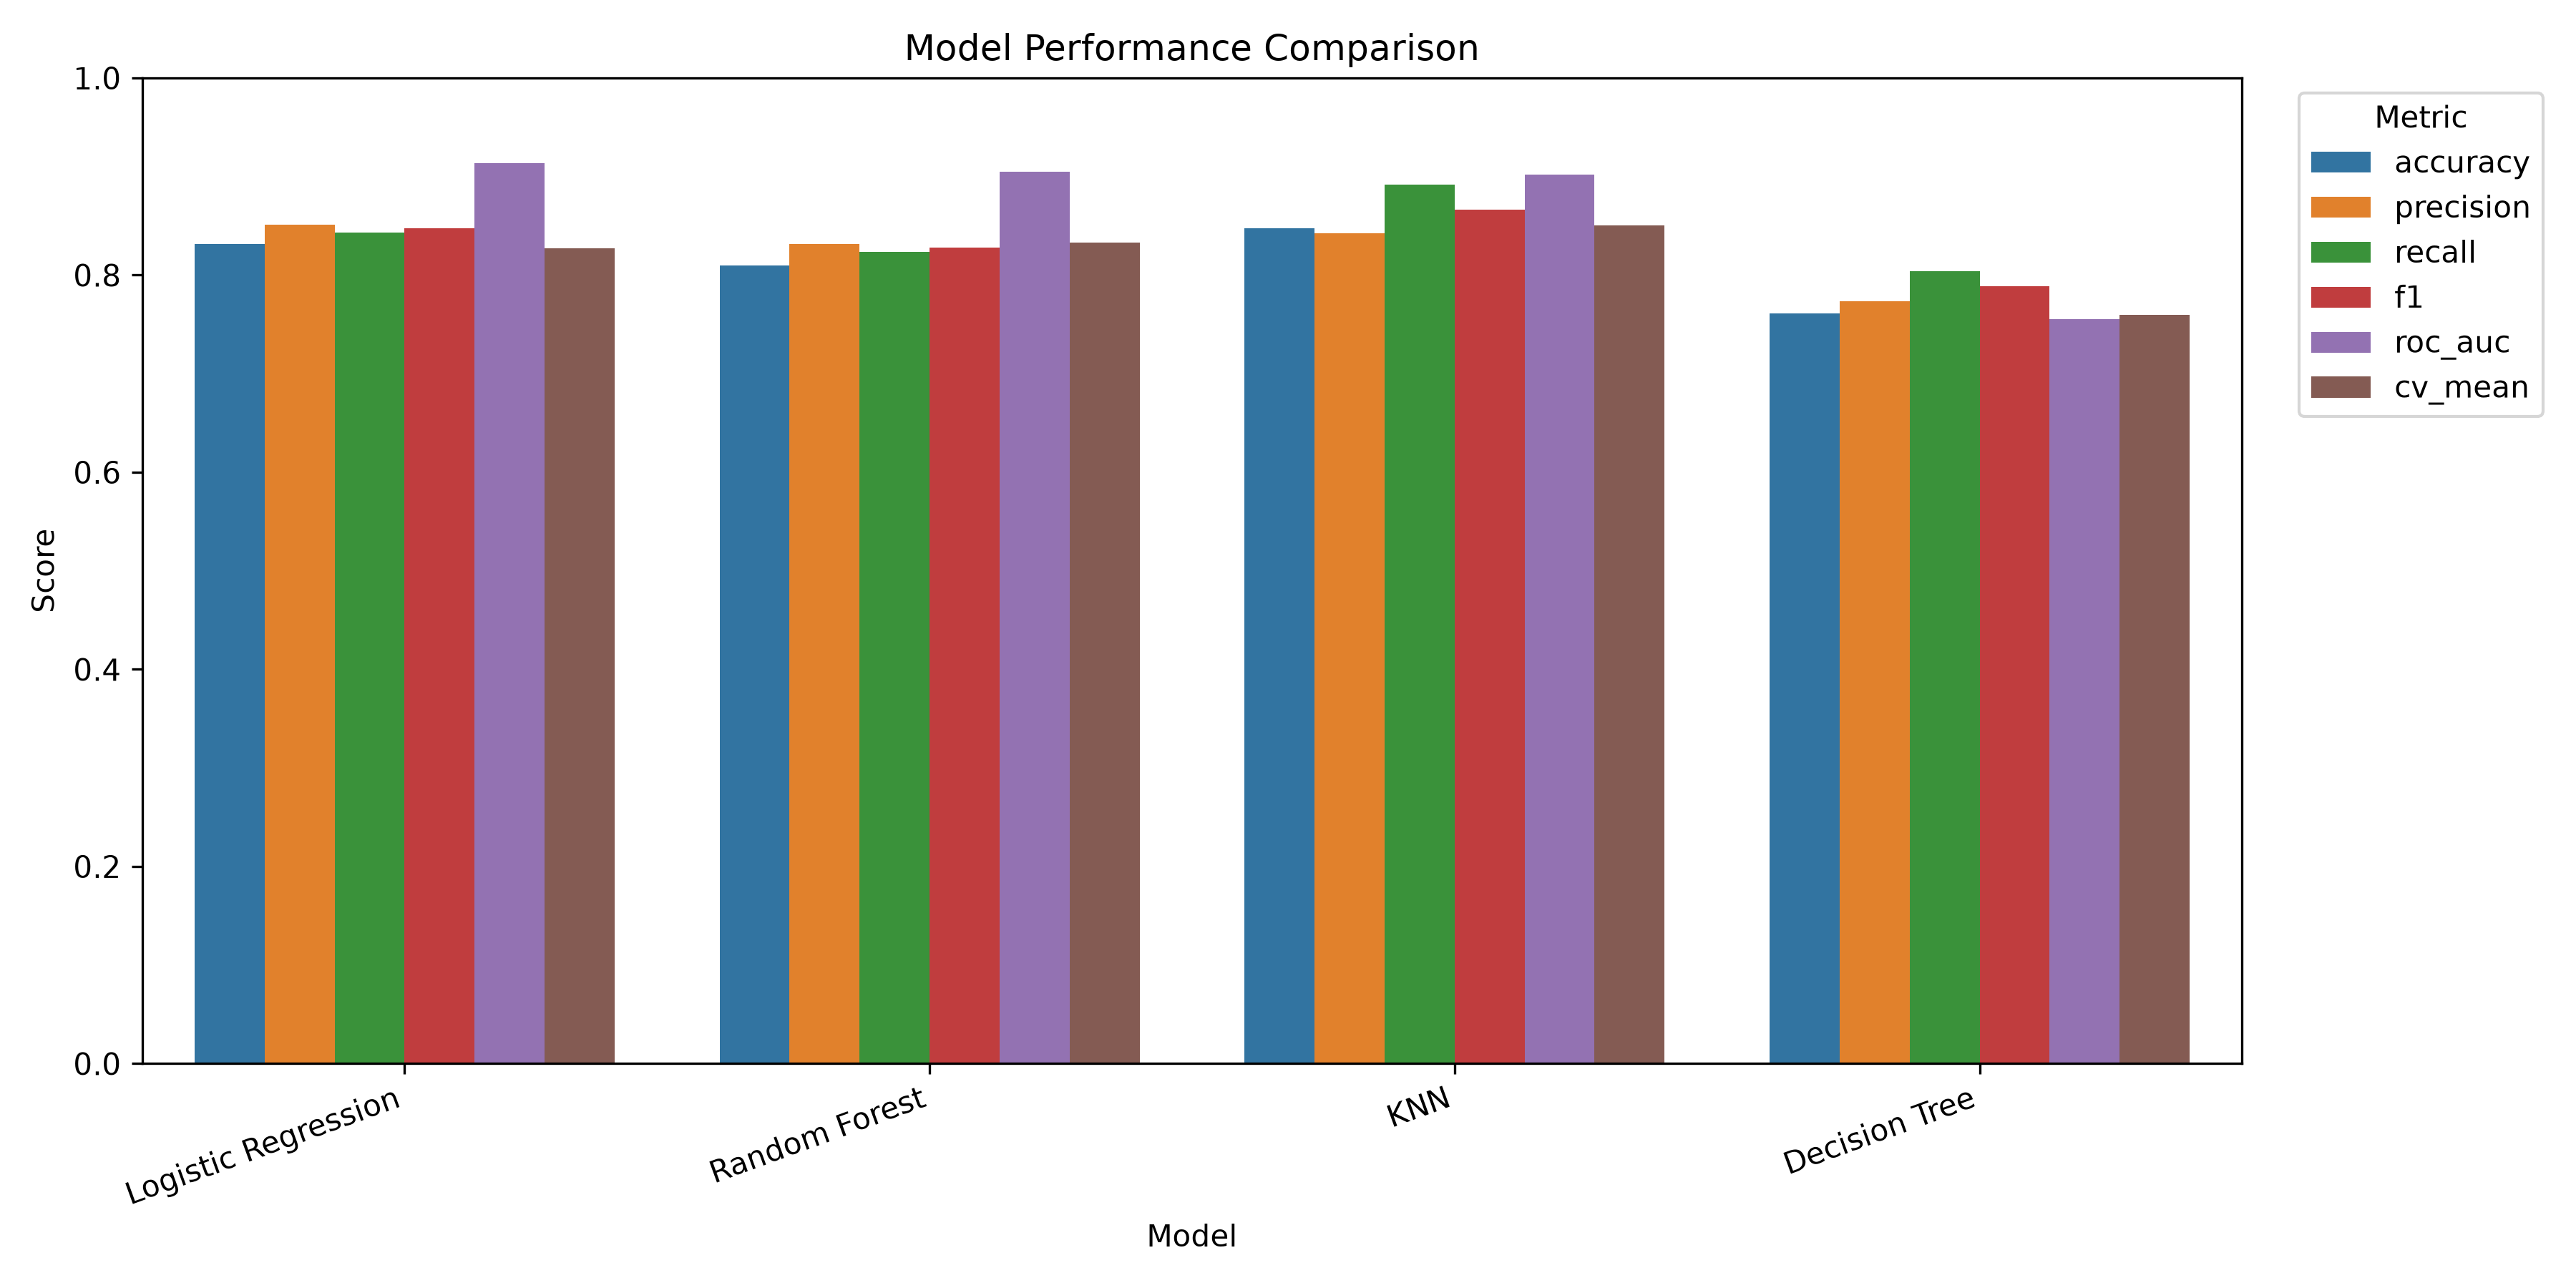 Model Performance Comparison
1.0
0.8
0.6
0.4
0.2
0.0
Score
Logistic Regression
Random Forest
KNN
Decision Tree
Model
Metric
accuracy
precision
recall
f1
roc_auc
cv_mean